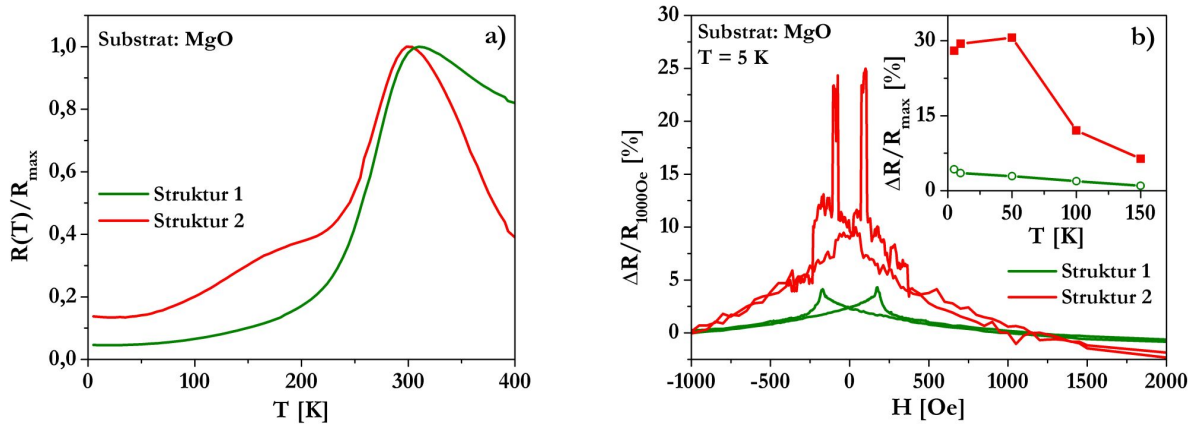 Substrat: MgO
a)
1,0
0,8
0,6
0,4
0,2
0,0
R(T)/R_max
Struktur 1
Struktur 2
0
100
200
300
400
T [K]
Substrat: MgO
T = 5 K
b)
30
25
20
15
10
5
0
ΔR/R_1000Oe [%]
-1000
-500
0
500
1000
1500
2000
H [Oe]
30
15
0
ΔR/R_max [%]
0
50
100
150
T [K]
Struktur 1
Struktur 2